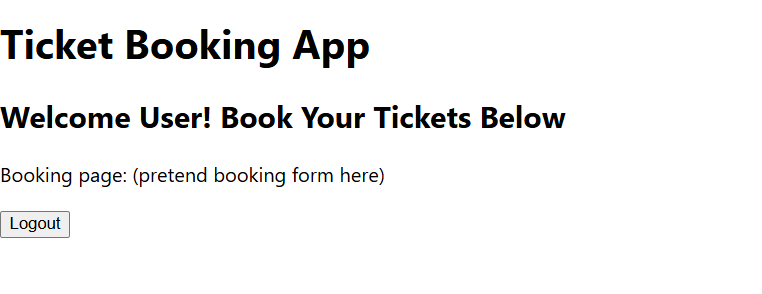 Ticket Booking App
Welcome User! Book Your Tickets Below
Booking page: (pretend booking form here)
Logout